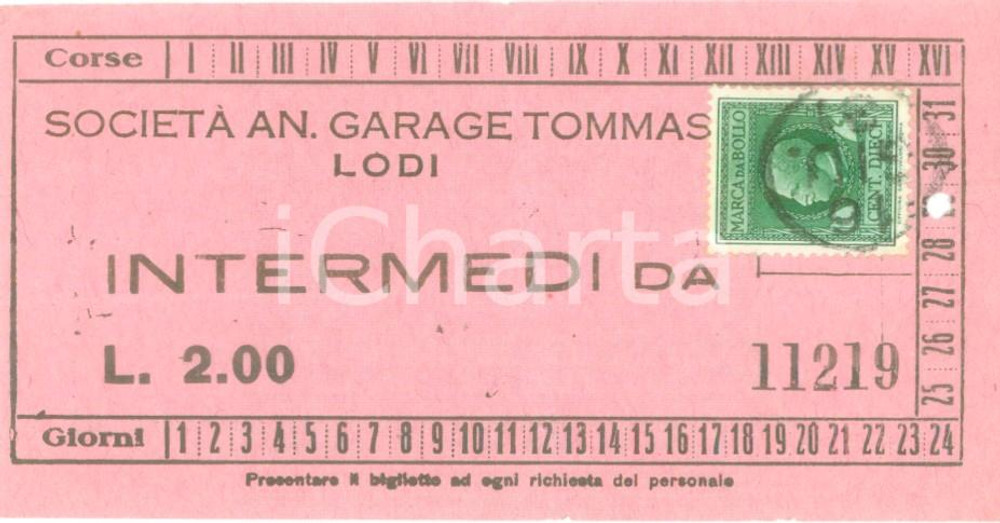 Corse I II III IV V VI VII VIII IX X XI XII XIII XIV XV XVI
SOCIETÀ AN. GARAGE TOMMAS
LODI
MARCA DA BOLLO
CENT. DIECI
iCharta
INTERMEDI DA
L. 2.00
11219
25 26 27 28 30 31
Giorni 1 2 3 4 5 6 7 8 9 10 11 12 13 14 15 16 17 18 19 20 21 22 23 24
Presentare il biglietto ad ogni richiesta del personale